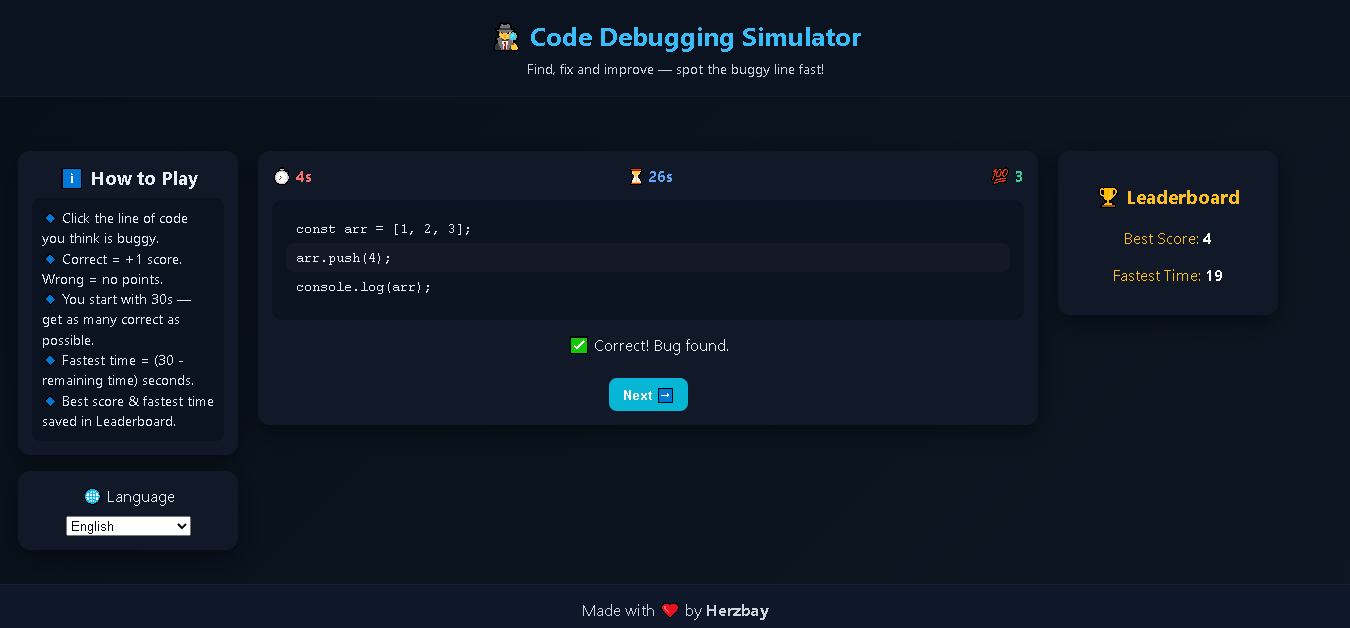 🕵️ Code Debugging Simulator
Find, fix and improve — spot the buggy line fast!
ℹ️ How to Play
🔹 Click the line of code
you think is buggy.
🔹 Correct = +1 score.
Wrong = no points.
🔹 You start with 30s —
get as many correct as
possible.
🔹 Fastest time = (30 -
remaining time) seconds.
🔹 Best score & fastest time
saved in Leaderboard.
🌐 Language
English
⏱️ 4s
⏳ 26s
💯 3
const arr = [1, 2, 3];
arr.push(4);
console.log(arr);
✅ Correct! Bug found.
Next ➡️
🏆 Leaderboard
Best Score: 4
Fastest Time: 19
Made with ❤️ by Herzbay